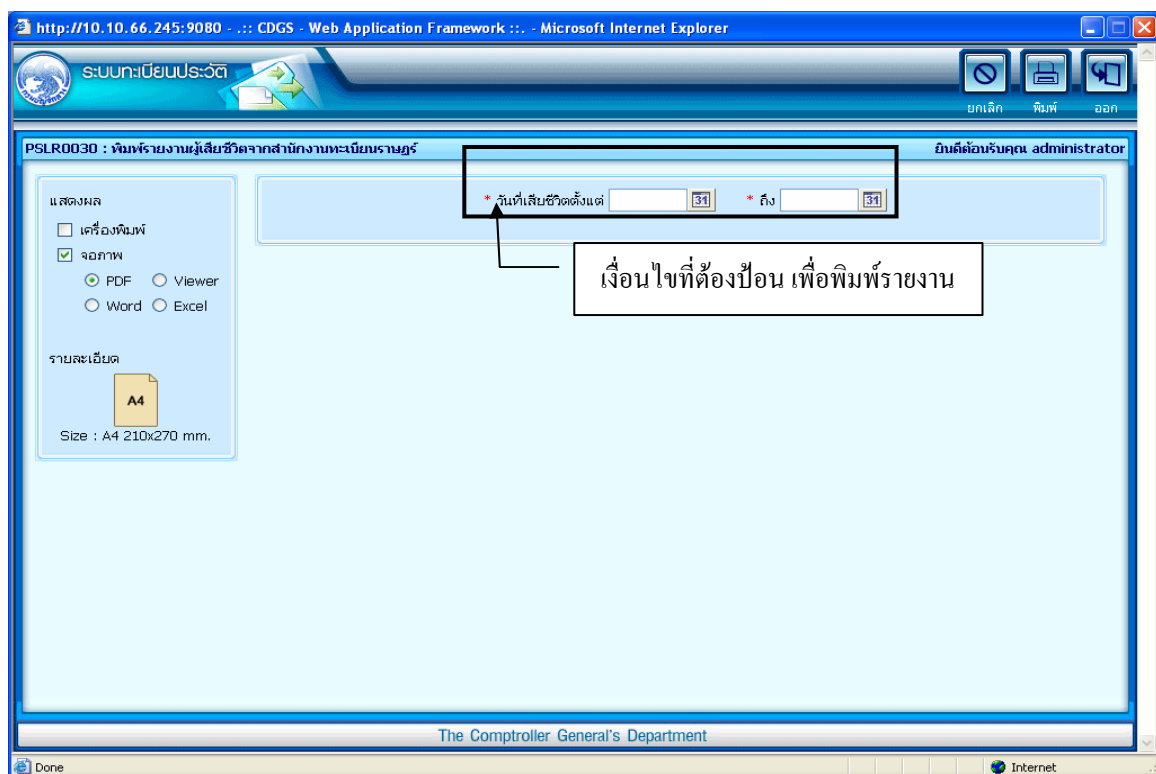 http://10.10.66.245:9080 - .:: CDGS - Web Application Framework ::. - Microsoft Internet Explorer
ระบบทะเบียนประวัติ
ยกเลิก พิมพ์ ออก
PSLR0030 : พิมพ์รายงานผู้เสียชีวิตจากสำนักงานทะเบียนราษฎร์ ยินดีต้อนรับคุณ administrator
แสดงผล
* วันที่เสียชีวิตตั้งแต่ 31 * ถึง 31
เครื่องพิมพ์
จอภาพ
เงื่อนไขที่ต้องป้อน เพื่อพิมพ์รายงาน
PDF Viewer
Word Excel
รายละเอียด
A4
Size : A4 210x270 mm.
The Comptroller General's Department
Done Internet